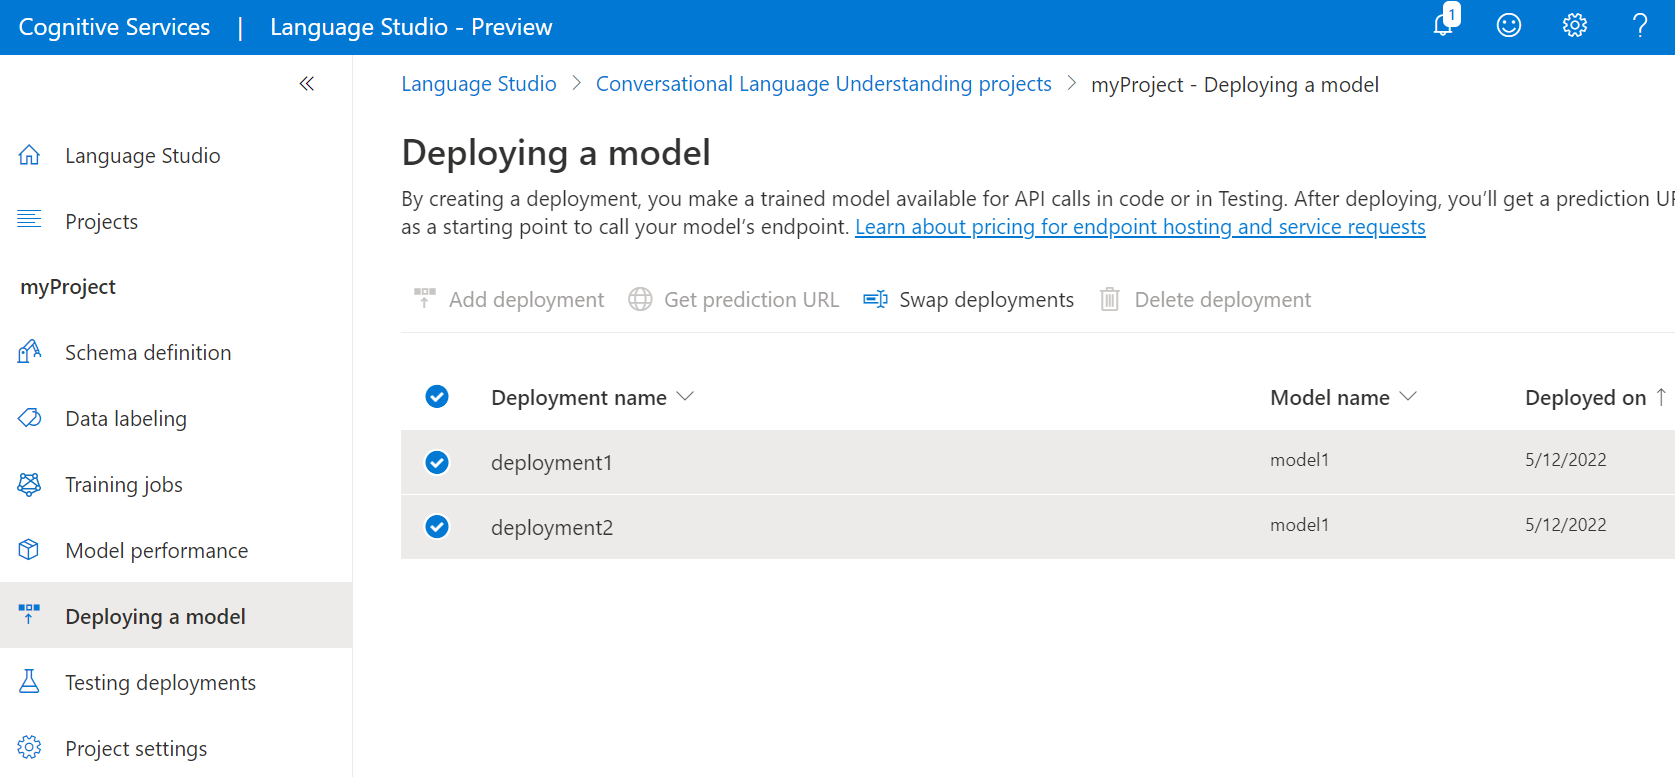 Cognitive Services | Language Studio - Preview
1
?
Language Studio > Conversational Language Understanding projects > myProject - Deploying a model
Language Studio
Projects
myProject
Schema definition
Data labeling
Training jobs
Model performance
Deploying a model
Testing deployments
Project settings
Deploying a model
By creating a deployment, you make a trained model available for API calls in code or in Testing. After deploying, you’ll get a prediction
as a starting point to call your model’s endpoint. Learn about pricing for endpoint hosting and service requests
Add deployment Get prediction URL Swap deployments Delete deployment
Deployment name Model name Deployed on ↑
deployment1 model1 5/12/2022
deployment2 model1 5/12/2022